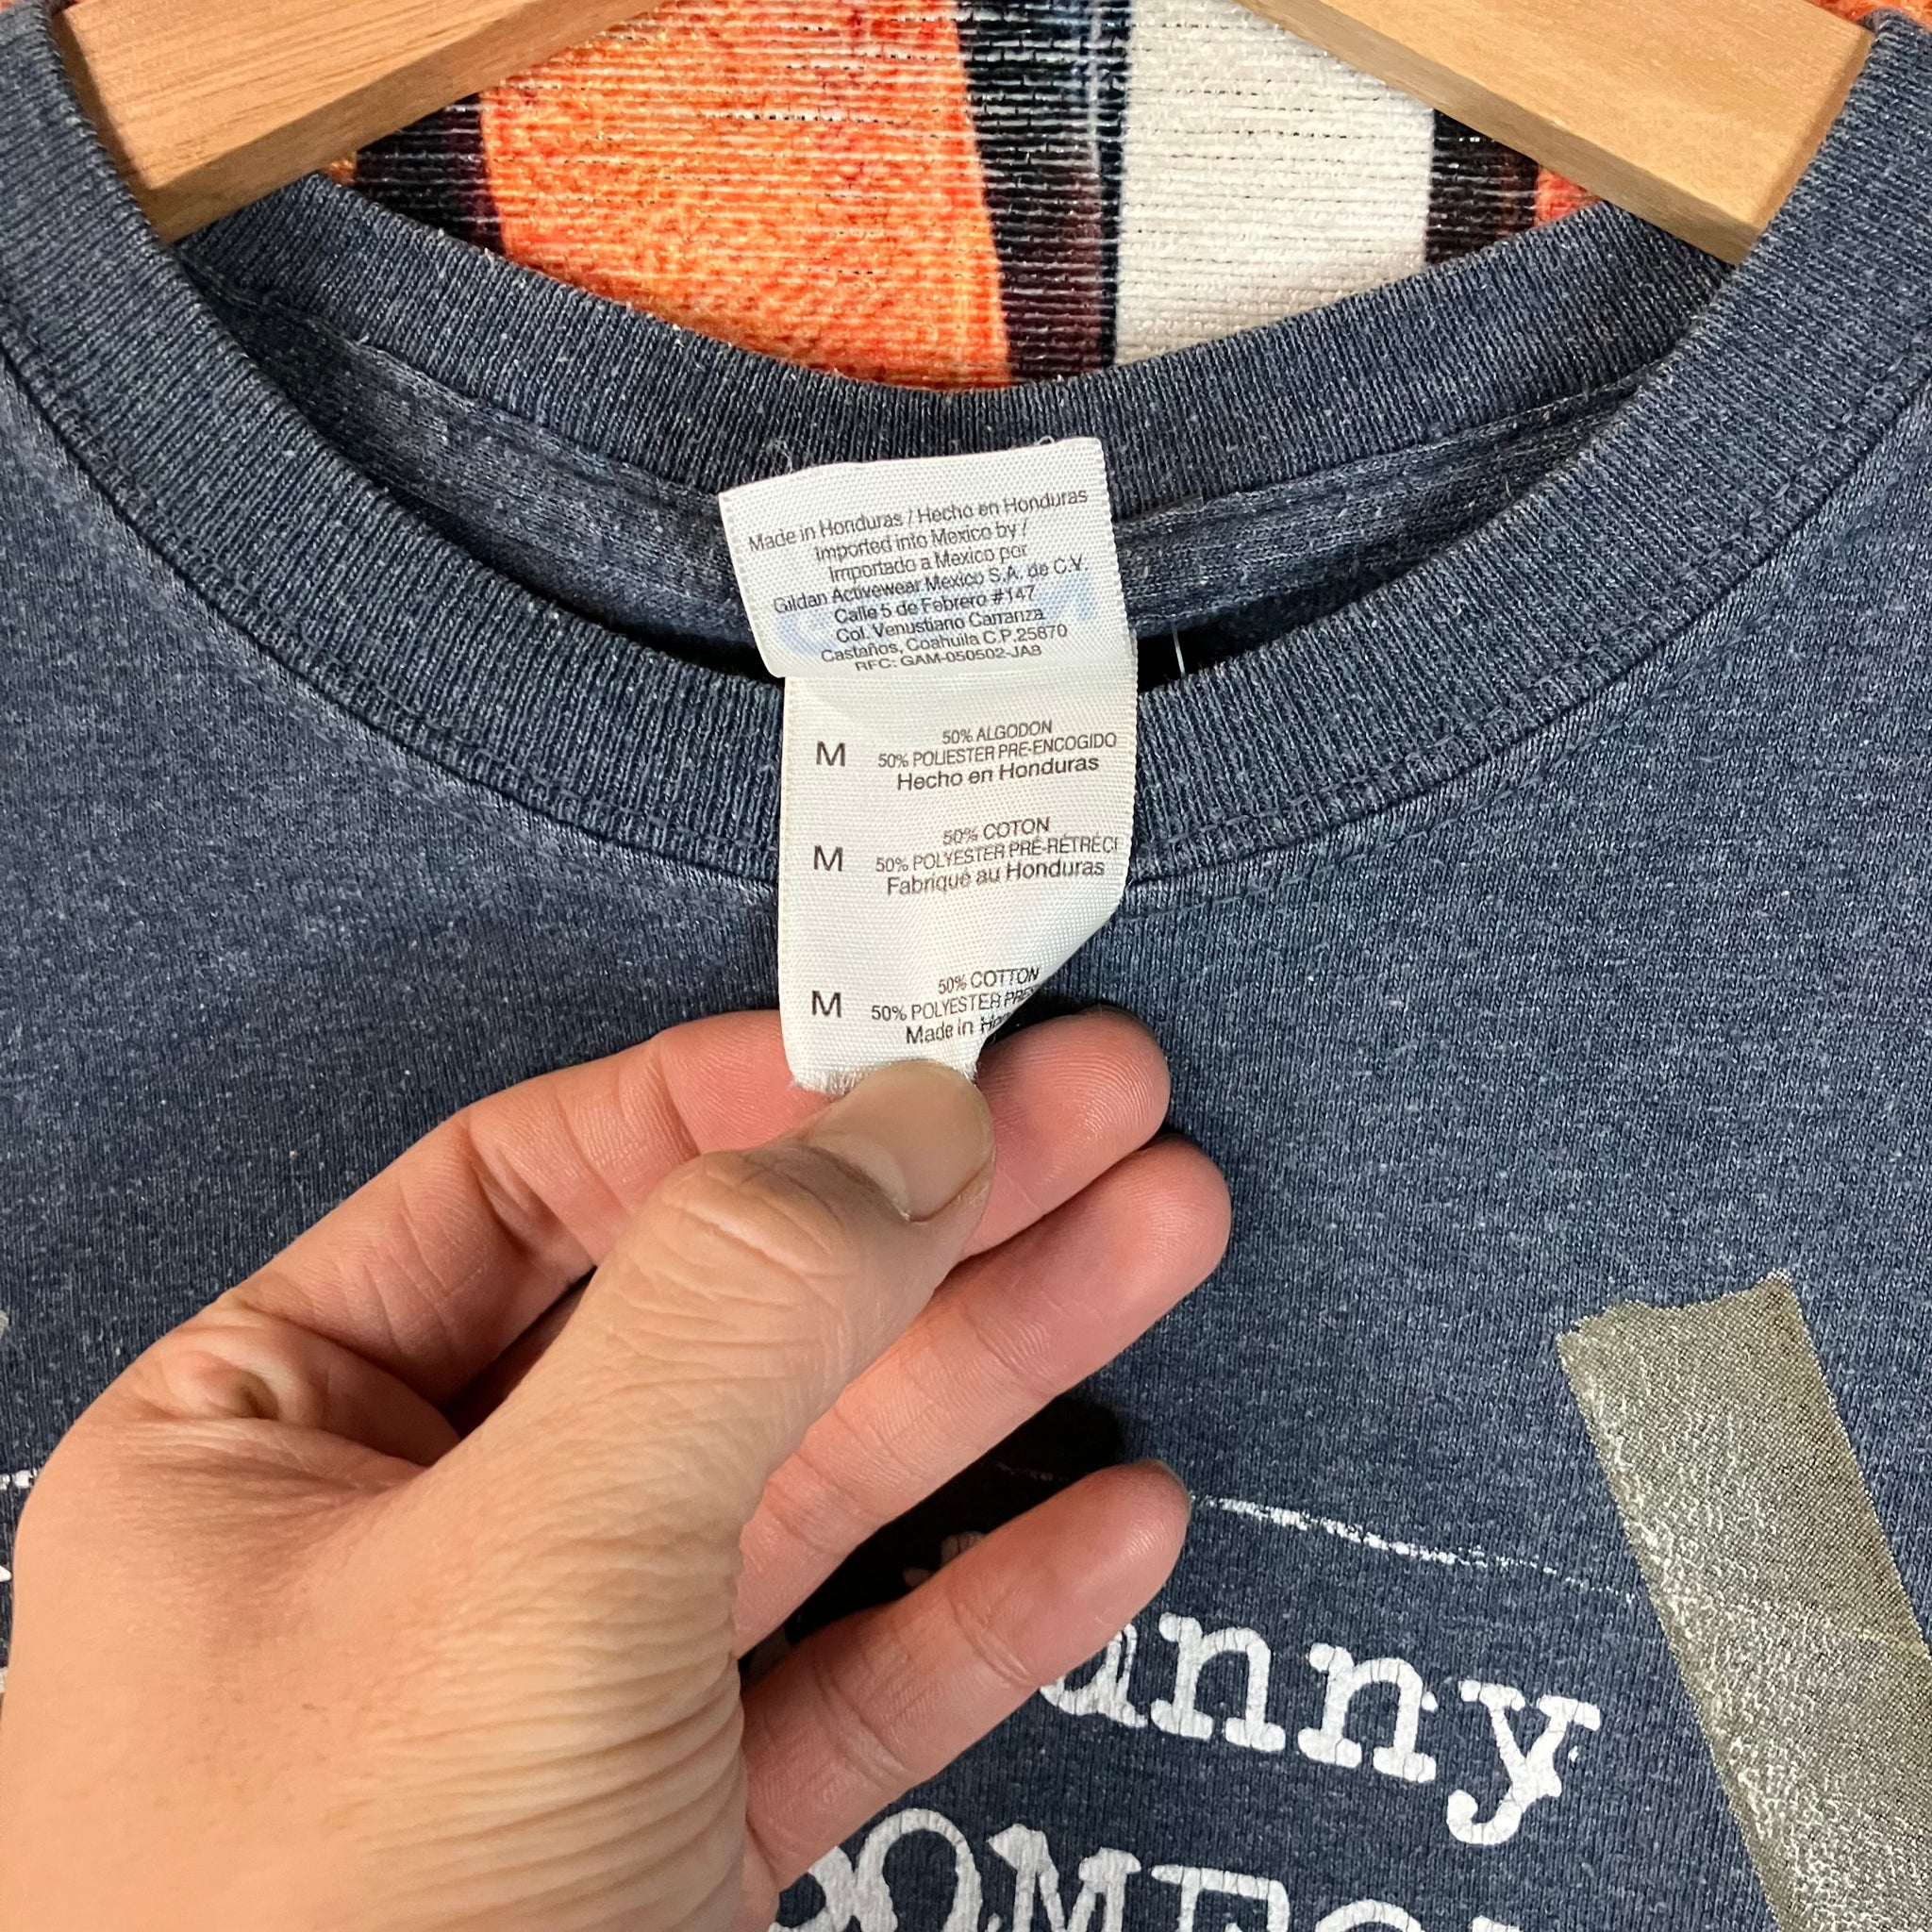 Made in Honduras / Hecho en Honduras
Imported into Mexico by /
Importado a Mexico por
Gildan Activewear Mexico S.A. de C.V.
Calle 5 de Febrero #147
Col. Venustiano Carranza
Castaños, Coahuila C.P.25870
RFC: GAM-050502-JA8
M 50% ALGODON
50% POLIESTER PRE-ENCOGIDO
Hecho en Honduras
M 50% COTON
50% POLYESTER PRÉ-RÉTRÉCI
Fabriqué au Honduras
M 50% COTTON
50% POLYESTER
Made in